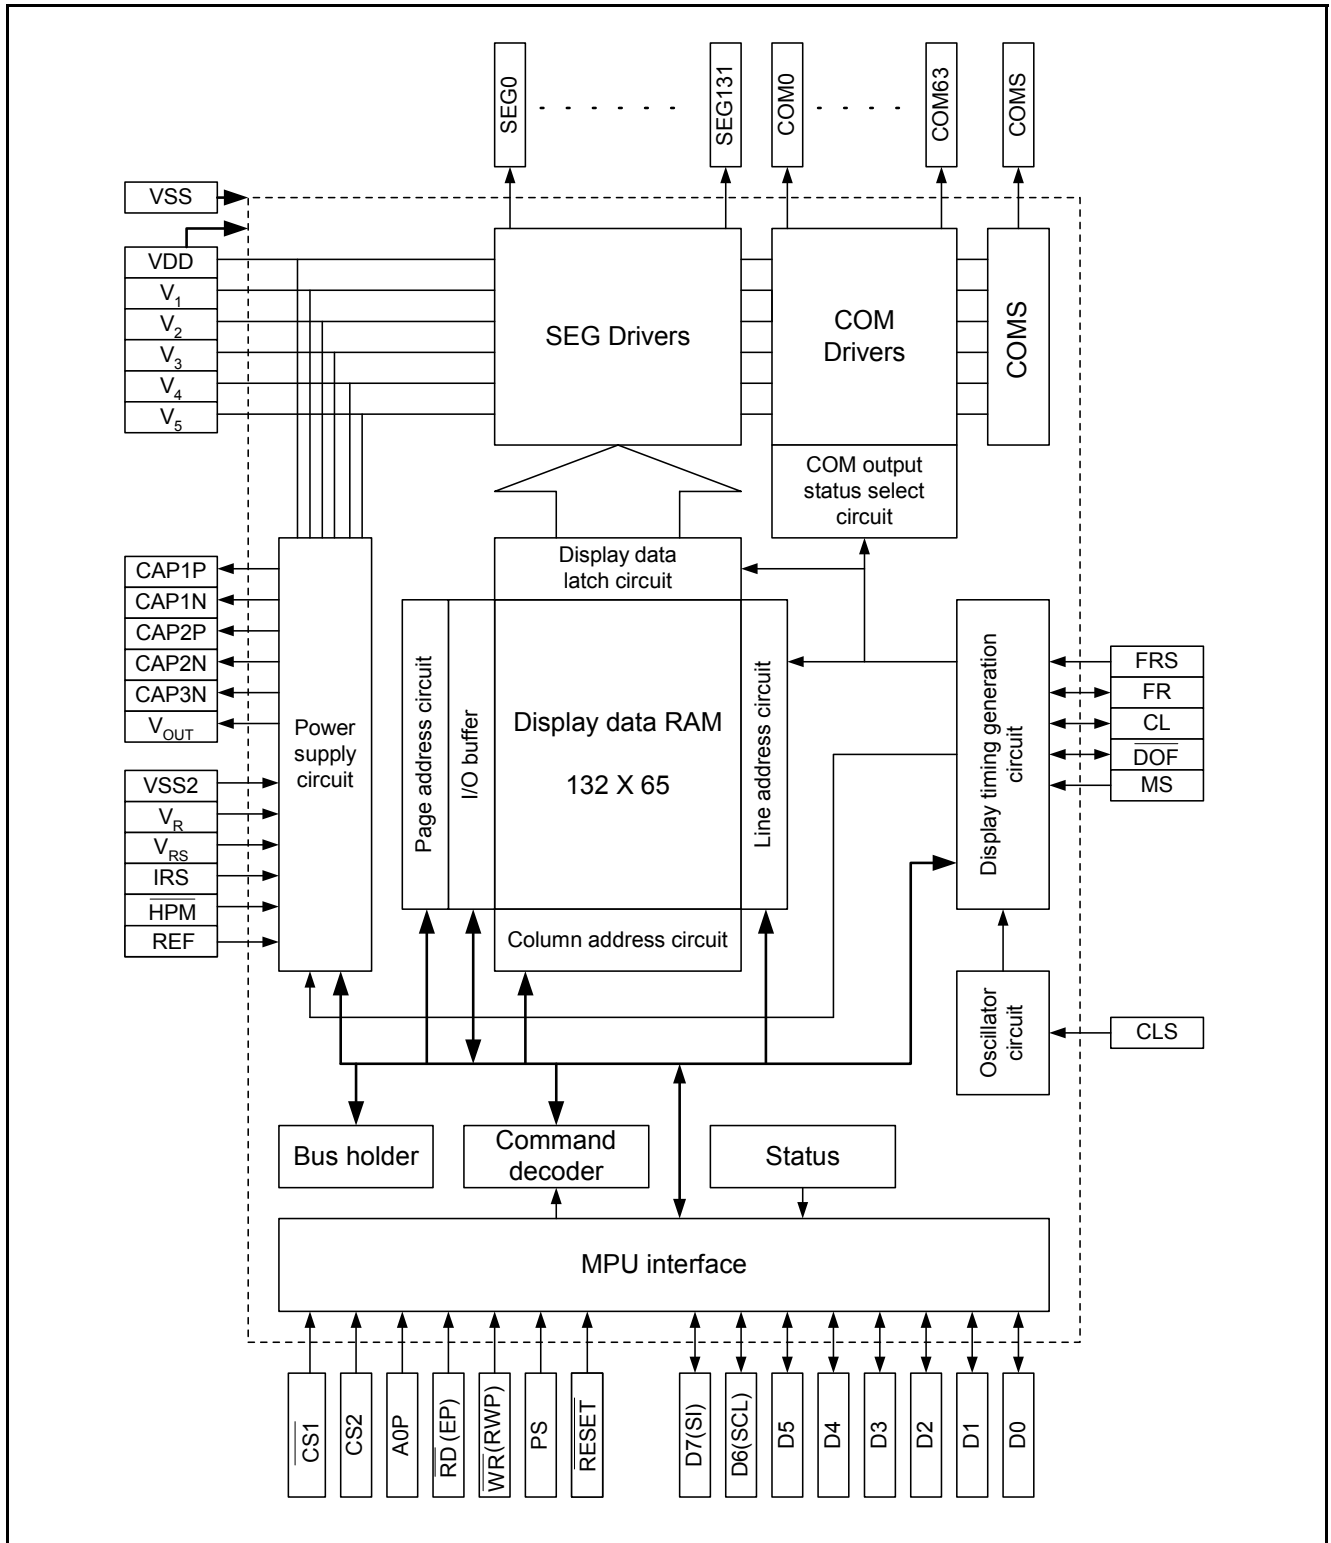 SEG0
SEG131
COM0
COM63
COMS
VSS
VDD
V1
V2
V3
V4
V5
SEG Drivers
COM
Drivers
COMS
COM output
status select
circuit
Display data
latch circuit
CAP1P
CAP1N
CAP2P
CAP2N
CAP3N
VOUT
VSS2
VR
VRS
IRS
HPM
REF
Power
supply
circuit
Page address circuit
I/O buffer
Display data RAM
132 X 65
Line address circuit
Column address circuit
Display timing generation
circuit
FRS
FR
CL
DOF
MS
Oscillator
circuit
CLS
Bus holder
Command
decoder
Status
MPU interface
CS1
CS2
A0P
RD (EP)
WR(RWP)
PS
RESET
D7(SI)
D6(SCL)
D5
D4
D3
D2
D1
D0